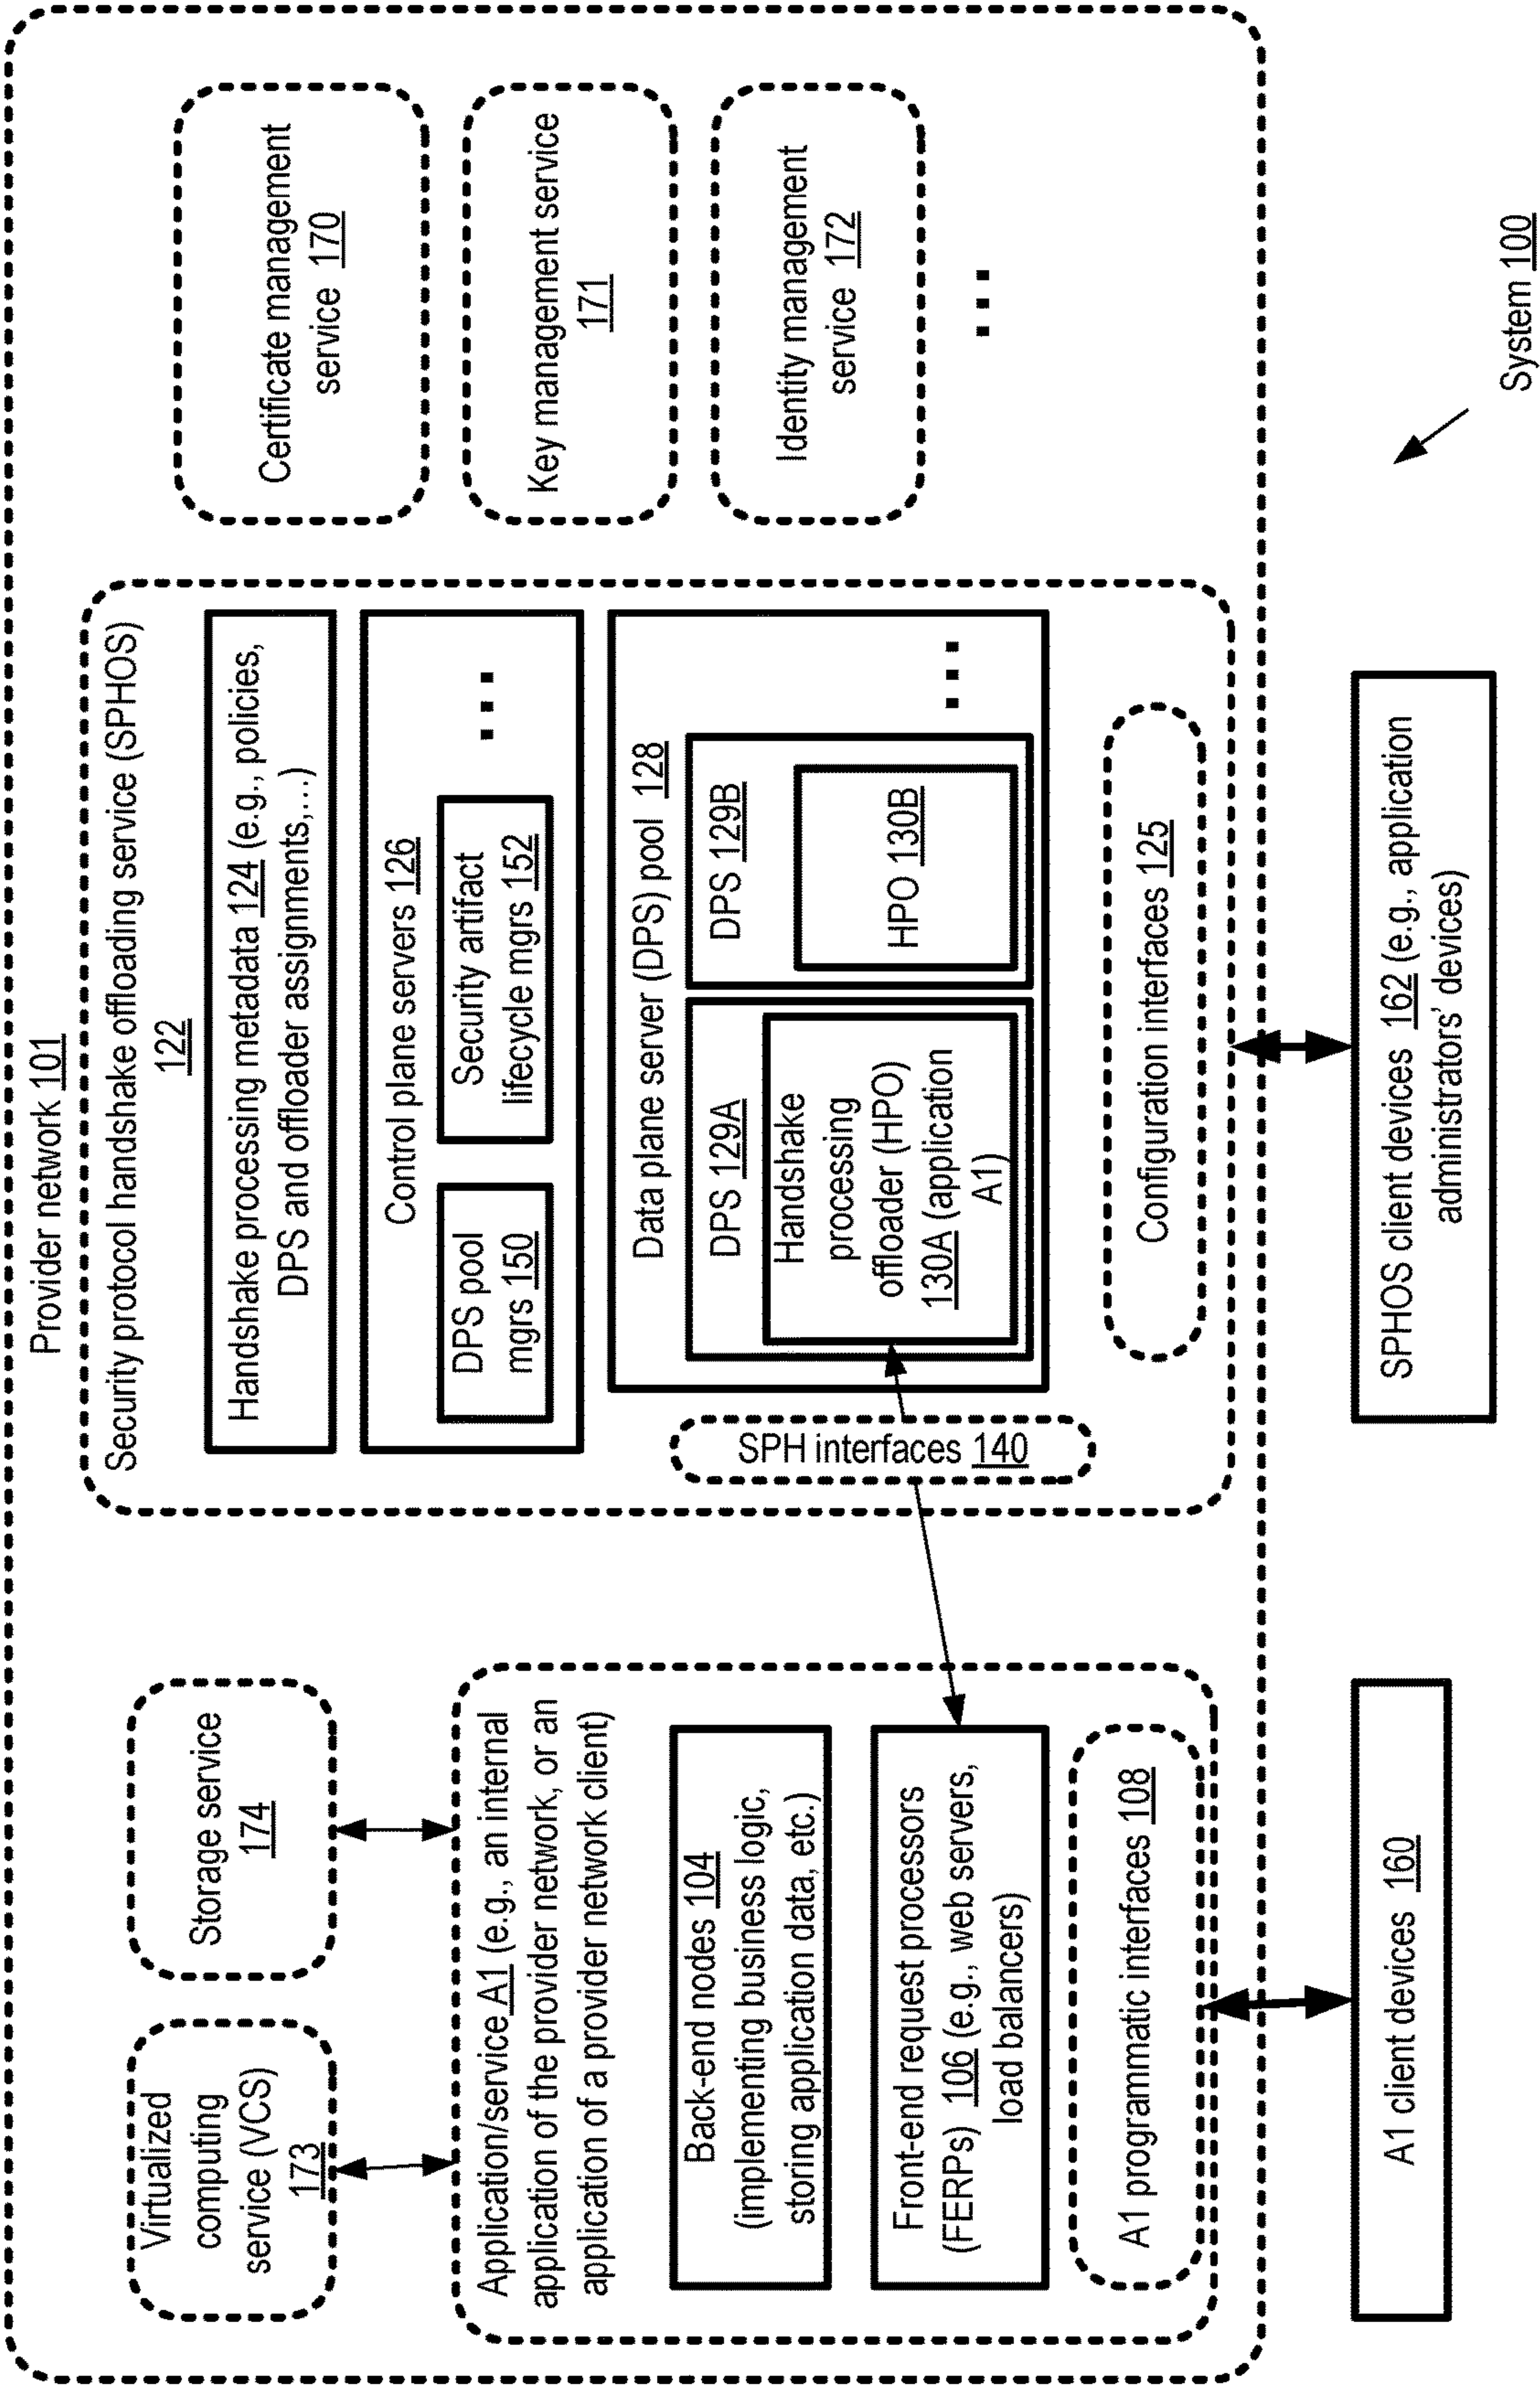 Provider network 101
Virtualized
computing
service (VCS)
173
Storage service
174
Application/service A1 (e.g., an internal
application of the provider network, or an
application of a provider network client)
Back-end nodes 104
(implementing business logic,
storing application data, etc.)
Front-end request processors
(FERPs) 106 (e.g., web servers,
load balancers)
A1 programmatic interfaces 108
A1 client devices 160
Security protocol handshake offloading service (SPHOS)
122
Handshake processing metadata 124 (e.g., policies,
DPS and offloader assignments,...)
Control plane servers 126
DPS pool
mgrs 150
Security artifact
lifecycle mgrs 152
...
SPH interfaces 140
Data plane server (DPS) pool 128
DPS 129A
Handshake
processing
offloader (HPO)
130A (application
A1)
DPS 129B
HPO 130B
...
Configuration interfaces 125
SPHOS client devices 162 (e.g., application
administrators’ devices)
Certificate management
service 170
Key management service
171
Identity management
service 172
...
System 100